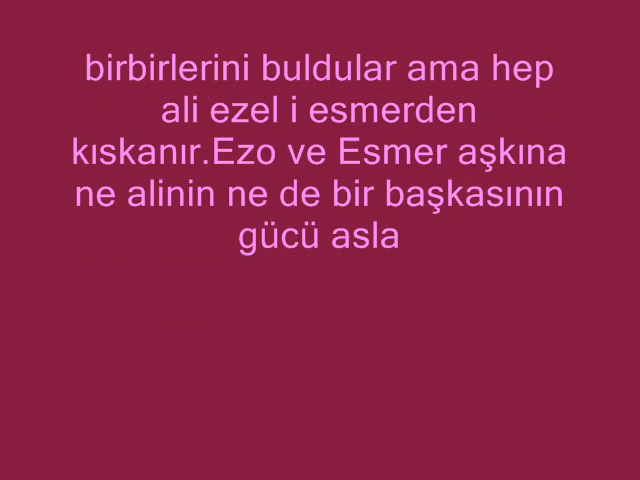 birbirlerini buldular ama hep
ali ezel i esmerden
kıskanır.Ezo ve Esmer aşkına
ne alinin ne de bir başkasının
gücü asla